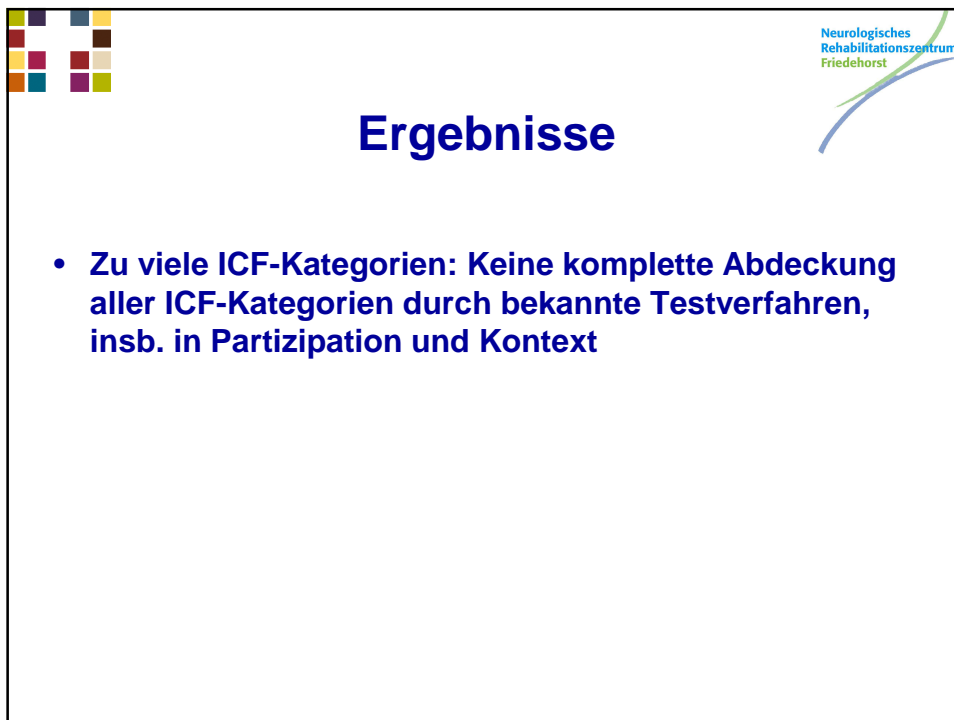 Neurologisches
Rehabilitationszentrum
Friedehorst
Ergebnisse
• Zu viele ICF-Kategorien: Keine komplette Abdeckung
aller ICF-Kategorien durch bekannte Testverfahren,
insb. in Partizipation und Kontext